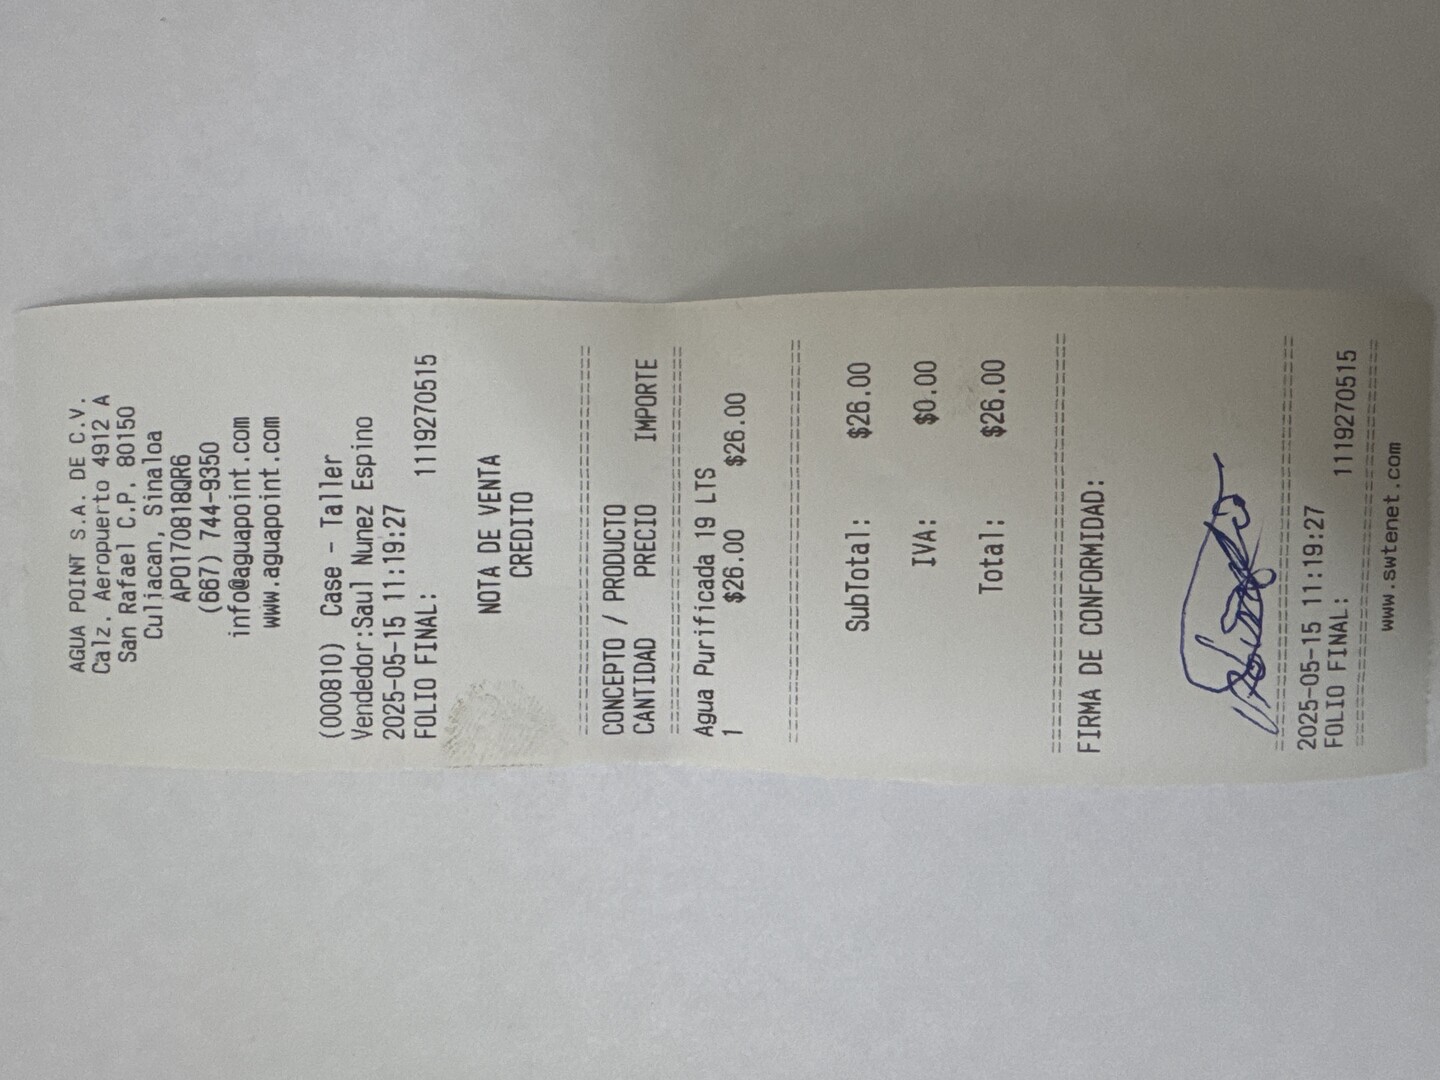 AGUA POINT S.A. DE C.V.
Calz. Aeropuerto 4912 A
San Rafael C.P. 80150
Culiacan, Sinaloa
APO170818QR6
(667) 744-9350
info@aguapoint.com
www.aguapoint.com
(000810) Case - Taller
Vendedor:Saul Nunez Espino
2025-05-15 11:19:27
FOLIO FINAL: 1119270515
NOTA DE VENTA
CREDITO
CONCEPTO / PRODUCTO
CANTIDAD PRECIO IMPORTE
Agua Purificada 19 LTS
1 $26.00 $26.00
SubTotal: $26.00
IVA: $0.00
Total: $26.00
FIRMA DE CONFORMIDAD:
2025-05-15 11:19:27
FOLIO FINAL: 1119270515
www.swtenet.com